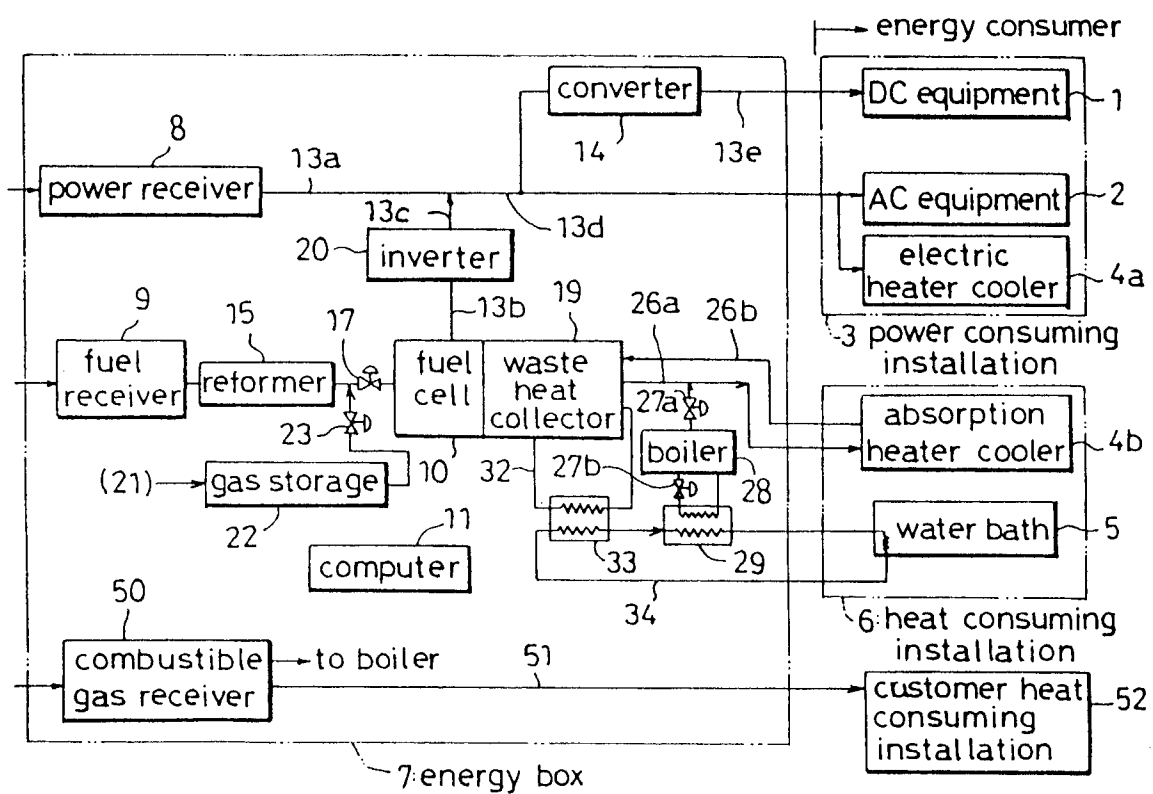 energy consumer
converter
DC equipment
1
8
14
13e
13a
power receiver
AC equipment
2
13c
13d
20
inverter
electric
heater cooler
4a
9
15
17
13b
19
26a
26b
3 power consuming
installation
fuel
receiver
reformer
fuel
cell
waste
heat
collector
27a
absorption
heater cooler
4b
23
boiler
10
32
27b
28
(21)
gas storage
22
11
33
29
water bath
5
computer
34
50
6: heat consuming
installation
combustible
gas receiver
to boiler
51
customer heat
consuming
installation
52
7: energy box